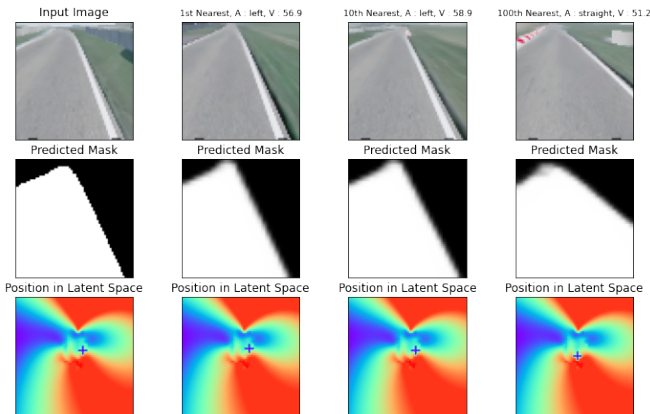 Input Image
1st Nearest, A : left, V : 56.9
10th Nearest, A : left, V : 58.9
100th Nearest, A : straight, V : 51.2
Predicted Mask
Predicted Mask
Predicted Mask
Predicted Mask
Position in Latent Space
Position in Latent Space
Position in Latent Space
Position in Latent Space